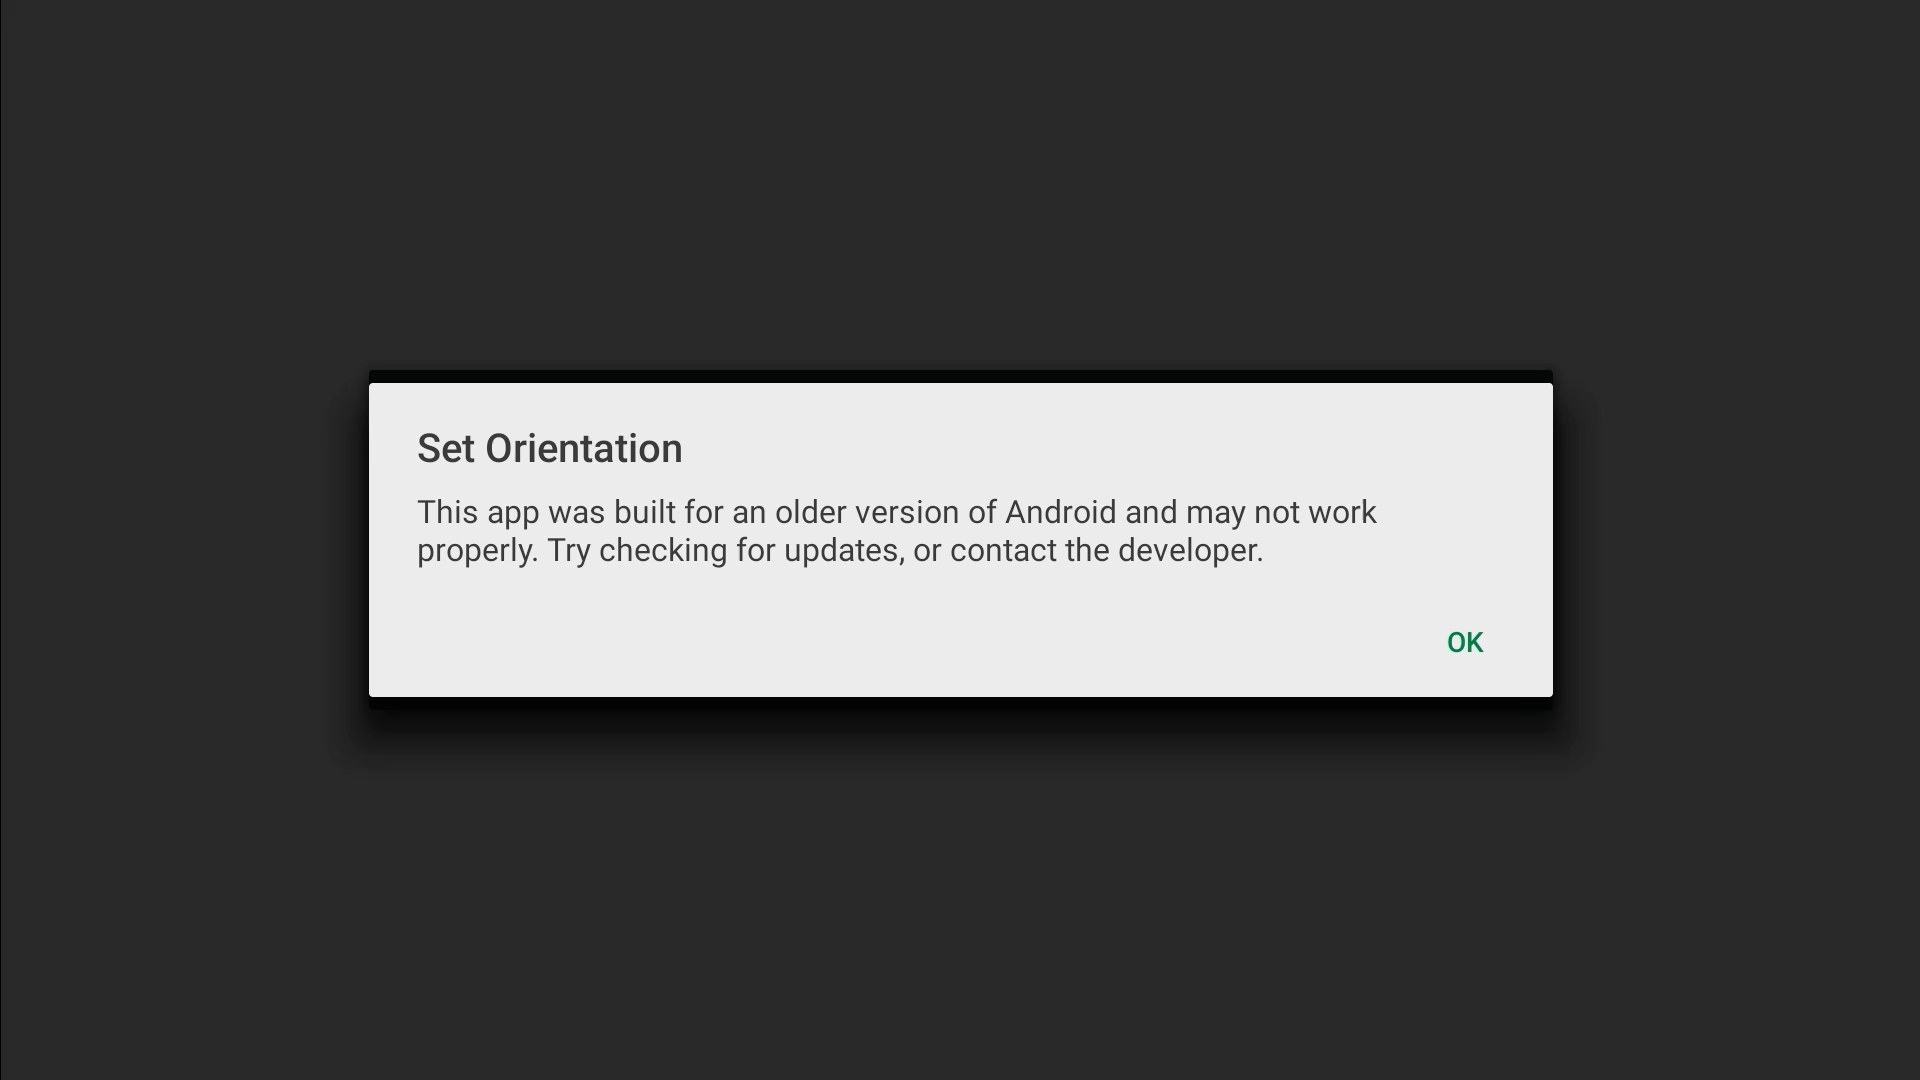 Set Orientation
This app was built for an older version of Android and may not work
properly. Try checking for updates, or contact the developer.
OK